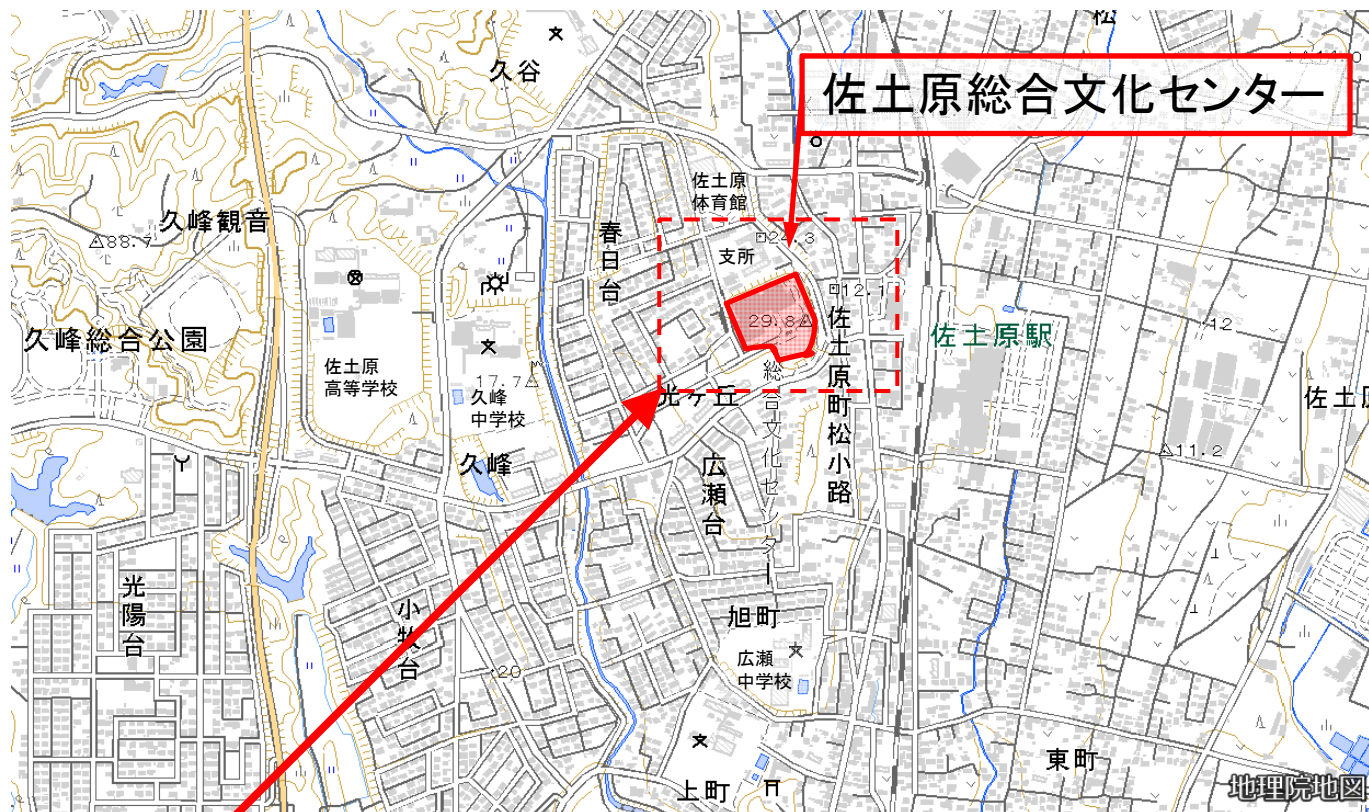 佐土原総合文化センター
久谷
佐土原
体育館
久峰観音
88.7
春日台
支所
23.3
12.1
29.8
佐土原駅
12
久峰総合公園
佐土原
高等学校
17.7
久峰
中学校
光ヶ丘
総合文化センター
佐土原町松小路
11.2
久峰
広瀬台
光陽台
小牧台
旭町
広瀬
中学校
20
上町
東町
地理院地図